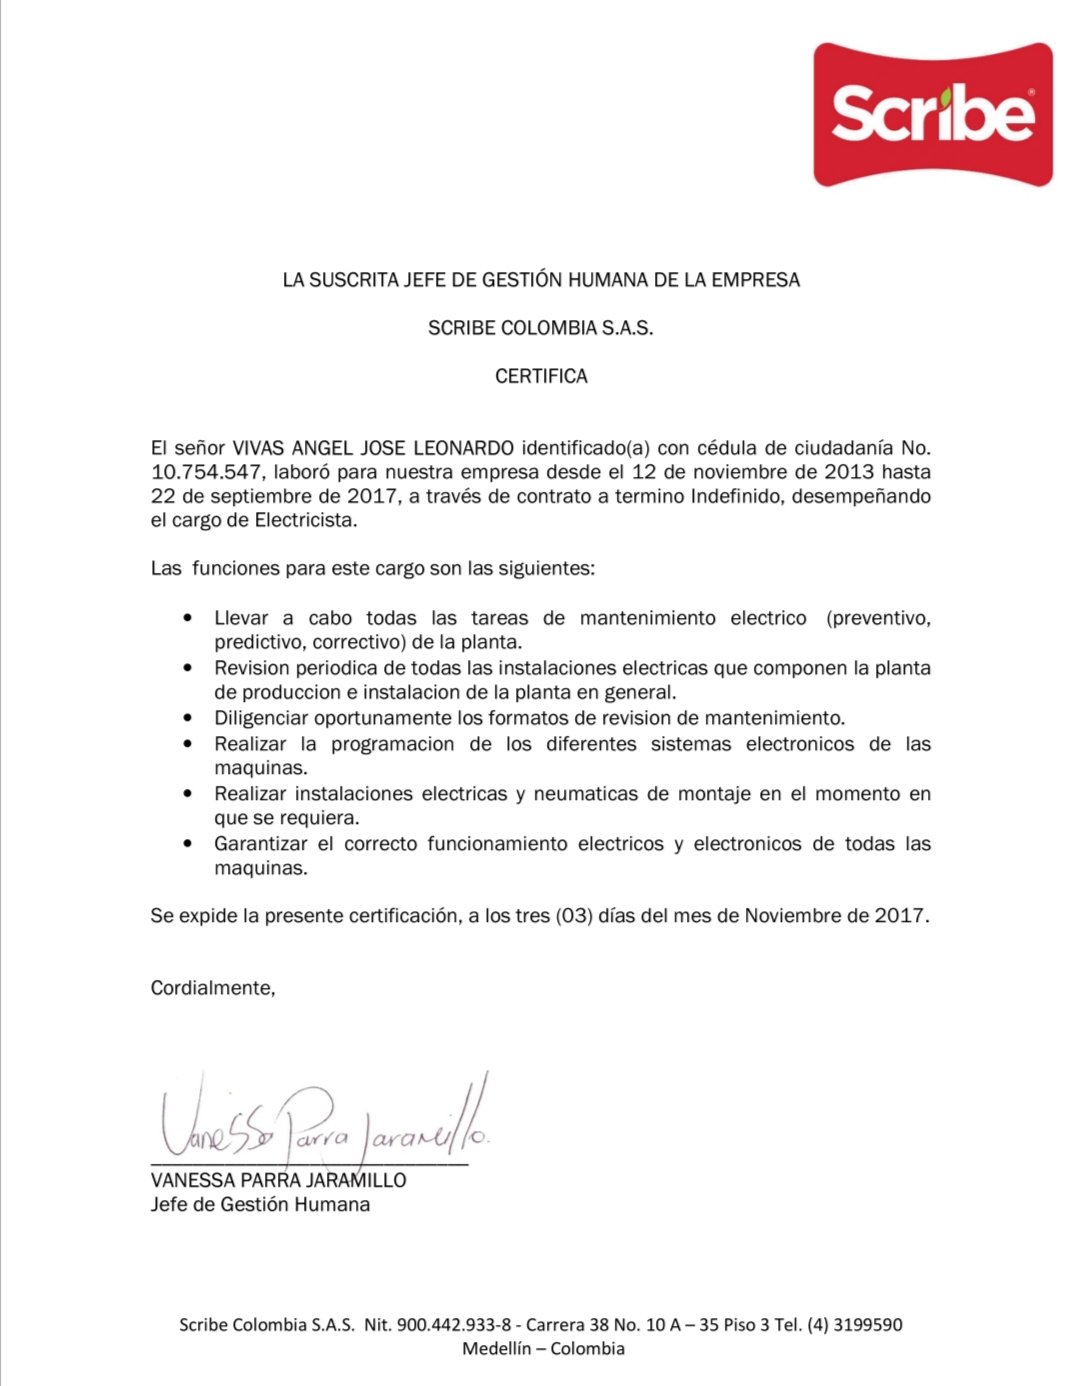 Scribe®
LA SUSCRITA JEFE DE GESTIÓN HUMANA DE LA EMPRESA
SCRIBE COLOMBIA S.A.S.
CERTIFICA
El señor VIVAS ANGEL JOSE LEONARDO identificado(a) con cédula de ciudadanía No.
10.754.547, laboró para nuestra empresa desde el 12 de noviembre de 2013 hasta
22 de septiembre de 2017, a través de contrato a termino Indefinido, desempeñando
el cargo de Electricista.
Las funciones para este cargo son las siguientes:
• Llevar a cabo todas las tareas de mantenimiento electrico (preventivo,
predictivo, correctivo) de la planta.
• Revision periodica de todas las instalaciones electricas que componen la planta
de produccion e instalacion de la planta en general.
• Diligenciar oportunamente los formatos de revision de mantenimiento.
• Realizar la programacion de los diferentes sistemas electronicos de las
maquinas.
• Realizar instalaciones electricas y neumaticas de montaje en el momento en
que se requiera.
• Garantizar el correcto funcionamiento electricos y electronicos de todas las
maquinas.
Se expide la presente certificación, a los tres (03) días del mes de Noviembre de 2017.
Cordialmente,
Vanessa Parra Jaramillo.
VANESSA PARRA JARAMILLO
Jefe de Gestión Humana
Scribe Colombia S.A.S. Nit. 900.442.933-8 - Carrera 38 No. 10 A – 35 Piso 3 Tel. (4) 3199590
Medellín – Colombia